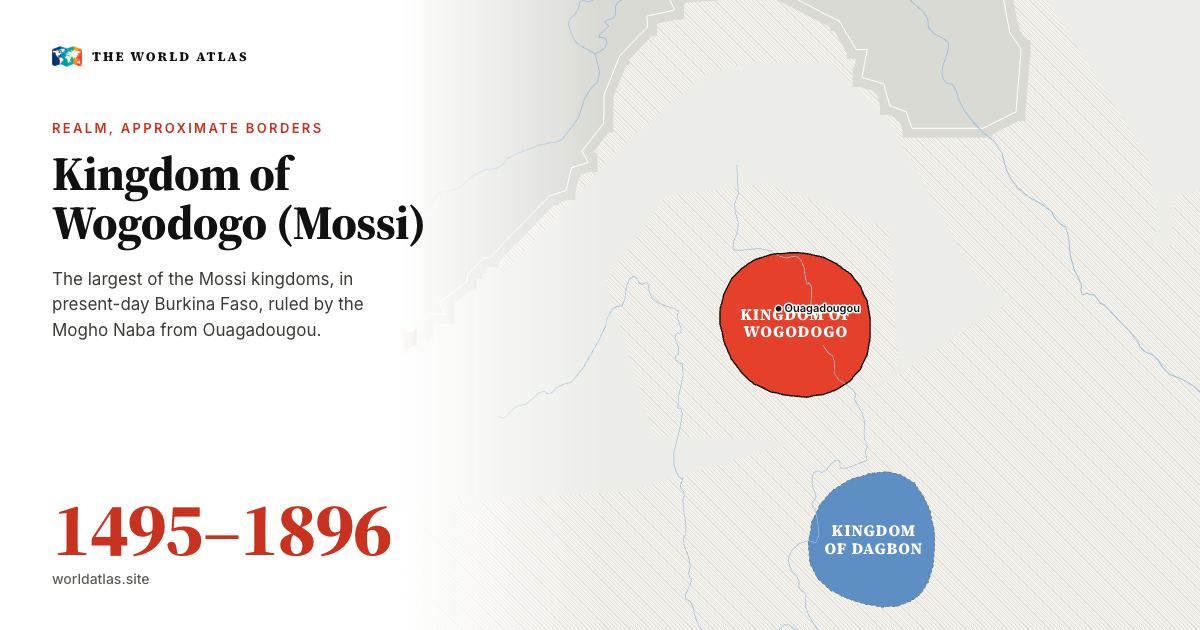 THE WORLD ATLAS
REALM, APPROXIMATE BORDERS
Kingdom of
Wogodogo (Mossi)
The largest of the Mossi kingdoms, in
present-day Burkina Faso, ruled by the
Mogho Naba from Ouagadougou.
1495–1896
worldatlas.site
Ouagadougou
KINGDOM OF
WOGODOGO
KINGDOM
OF DAGBON